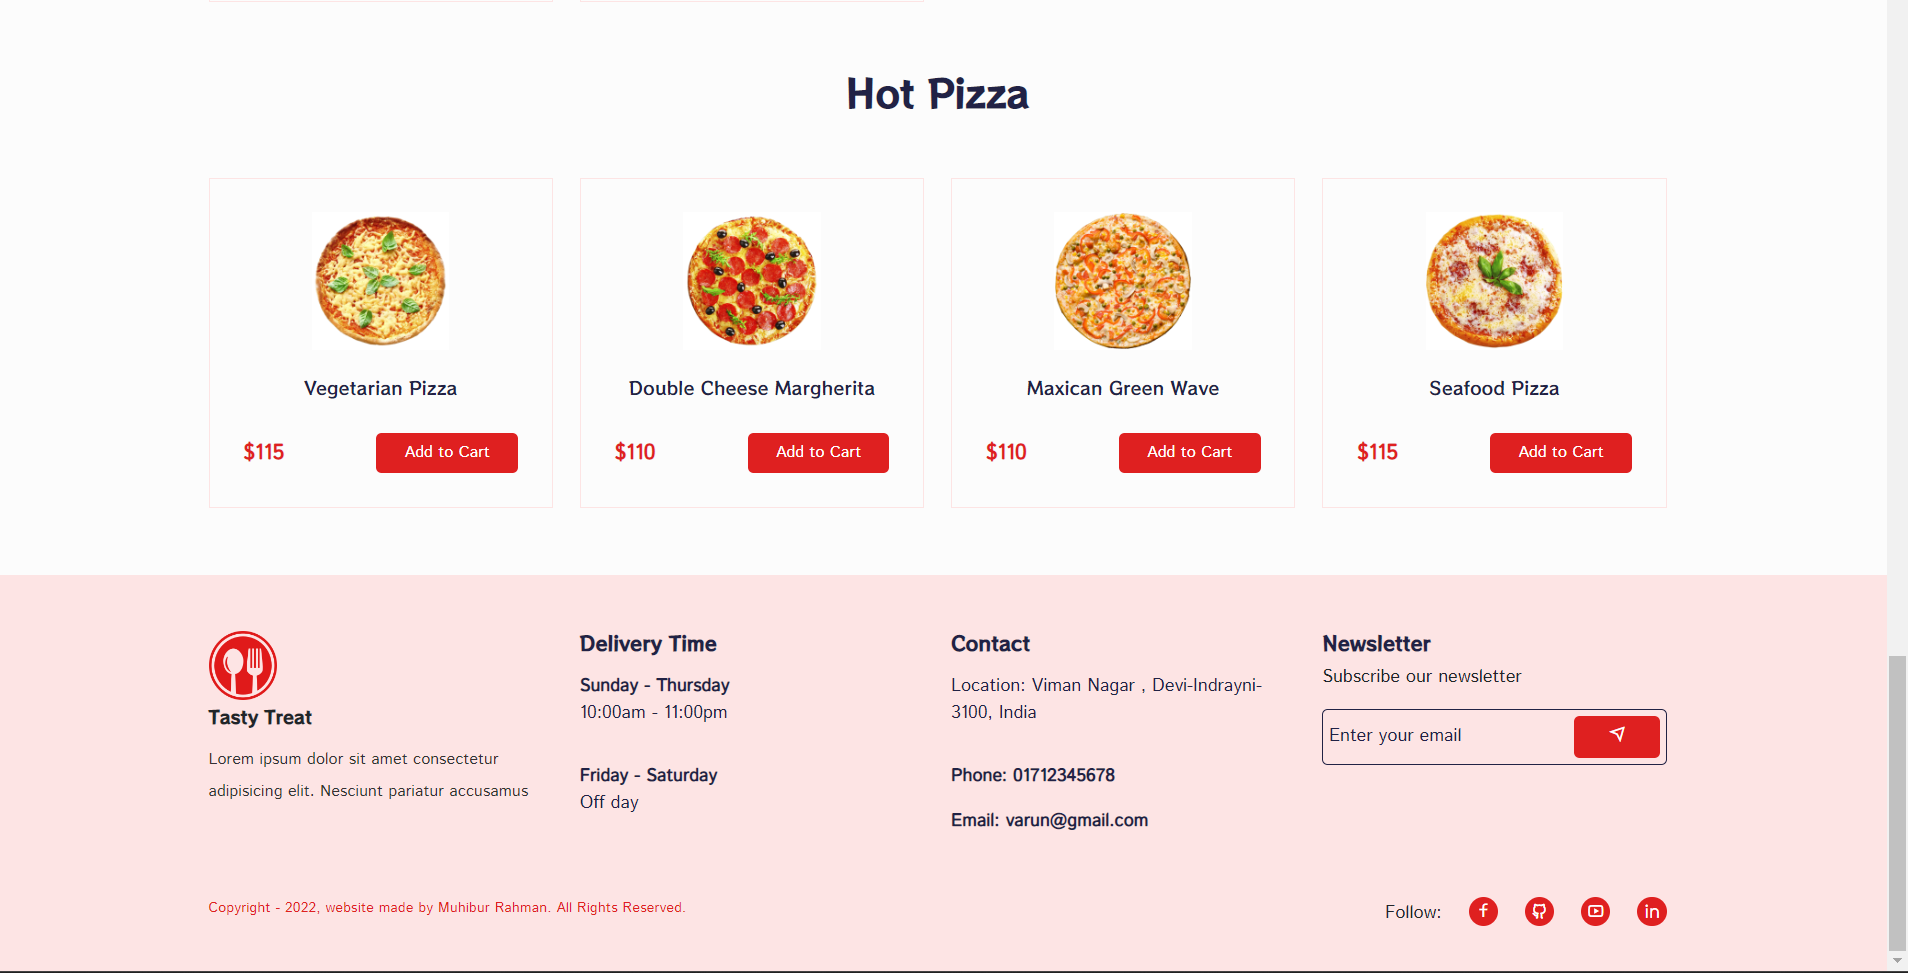 Hot Pizza
Vegetarian Pizza
$115
Add to Cart
Double Cheese Margherita
$110
Add to Cart
Maxican Green Wave
$110
Add to Cart
Seafood Pizza
$115
Add to Cart
Tasty Treat
Lorem ipsum dolor sit amet consectetur
adipisicing elit. Nesciunt pariatur accusamus
Delivery Time
Sunday - Thursday
10:00am - 11:00pm
Friday - Saturday
Off day
Contact
Location: Viman Nagar , Devi-Indrayni-
3100, India
Phone: 01712345678
Email: varun@gmail.com
Newsletter
Subscribe our newsletter
Enter your email
Copyright - 2022, website made by Muhibur Rahman. All Rights Reserved.
Follow: